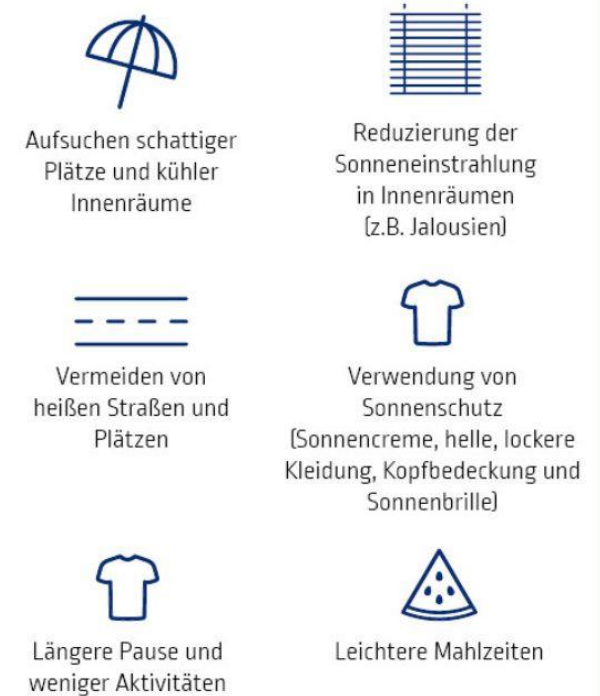 Aufsuchen schattiger
Plätze und kühler
Innenräume
Reduzierung der
Sonneneinstrahlung
in Innenräumen
(z.B. Jalousien)
Vermeiden von
heißen Straßen und
Plätzen
Verwendung von
Sonnenschutz
(Sonnencreme, helle, lockere
Kleidung, Kopfbedeckung und
Sonnenbrille)
Längere Pause und
weniger Aktivitäten
Leichtere Mahlzeiten